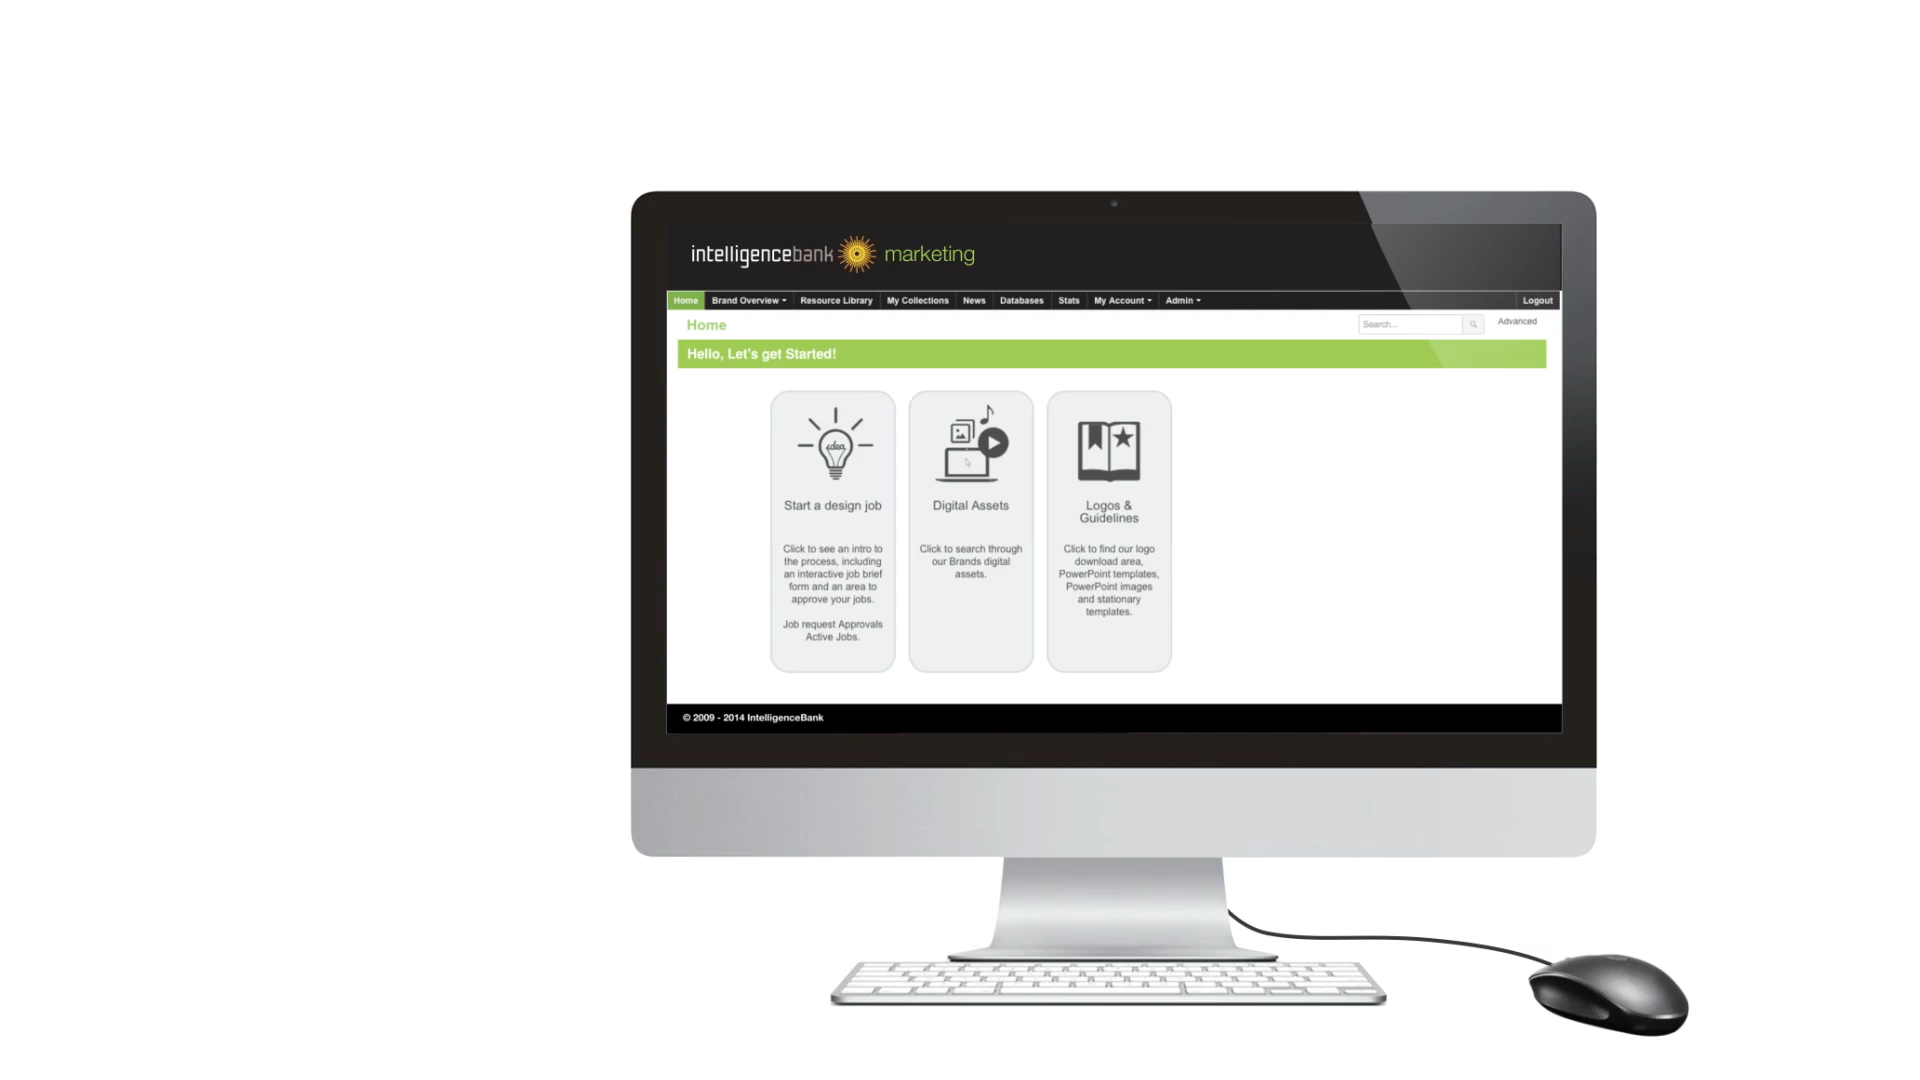 intelligencebank marketing
Home Brand Overview Resource Library My Collections News Databases Stats My Account Admin Logout
Home
Search...
Advanced
Hello, Let's get Started!
idea
Start a design job
Click to see an intro to
the process, including
an interactive job brief
form and an area to
approve your jobs.
Job request Approvals
Active Jobs.
Digital Assets
Click to search through
our Brands digital
assets.
Logos &
Guidelines
Click to find our logo
download area,
PowerPoint templates,
PowerPoint images
and stationary
templates.
© 2009 - 2014 IntelligenceBank